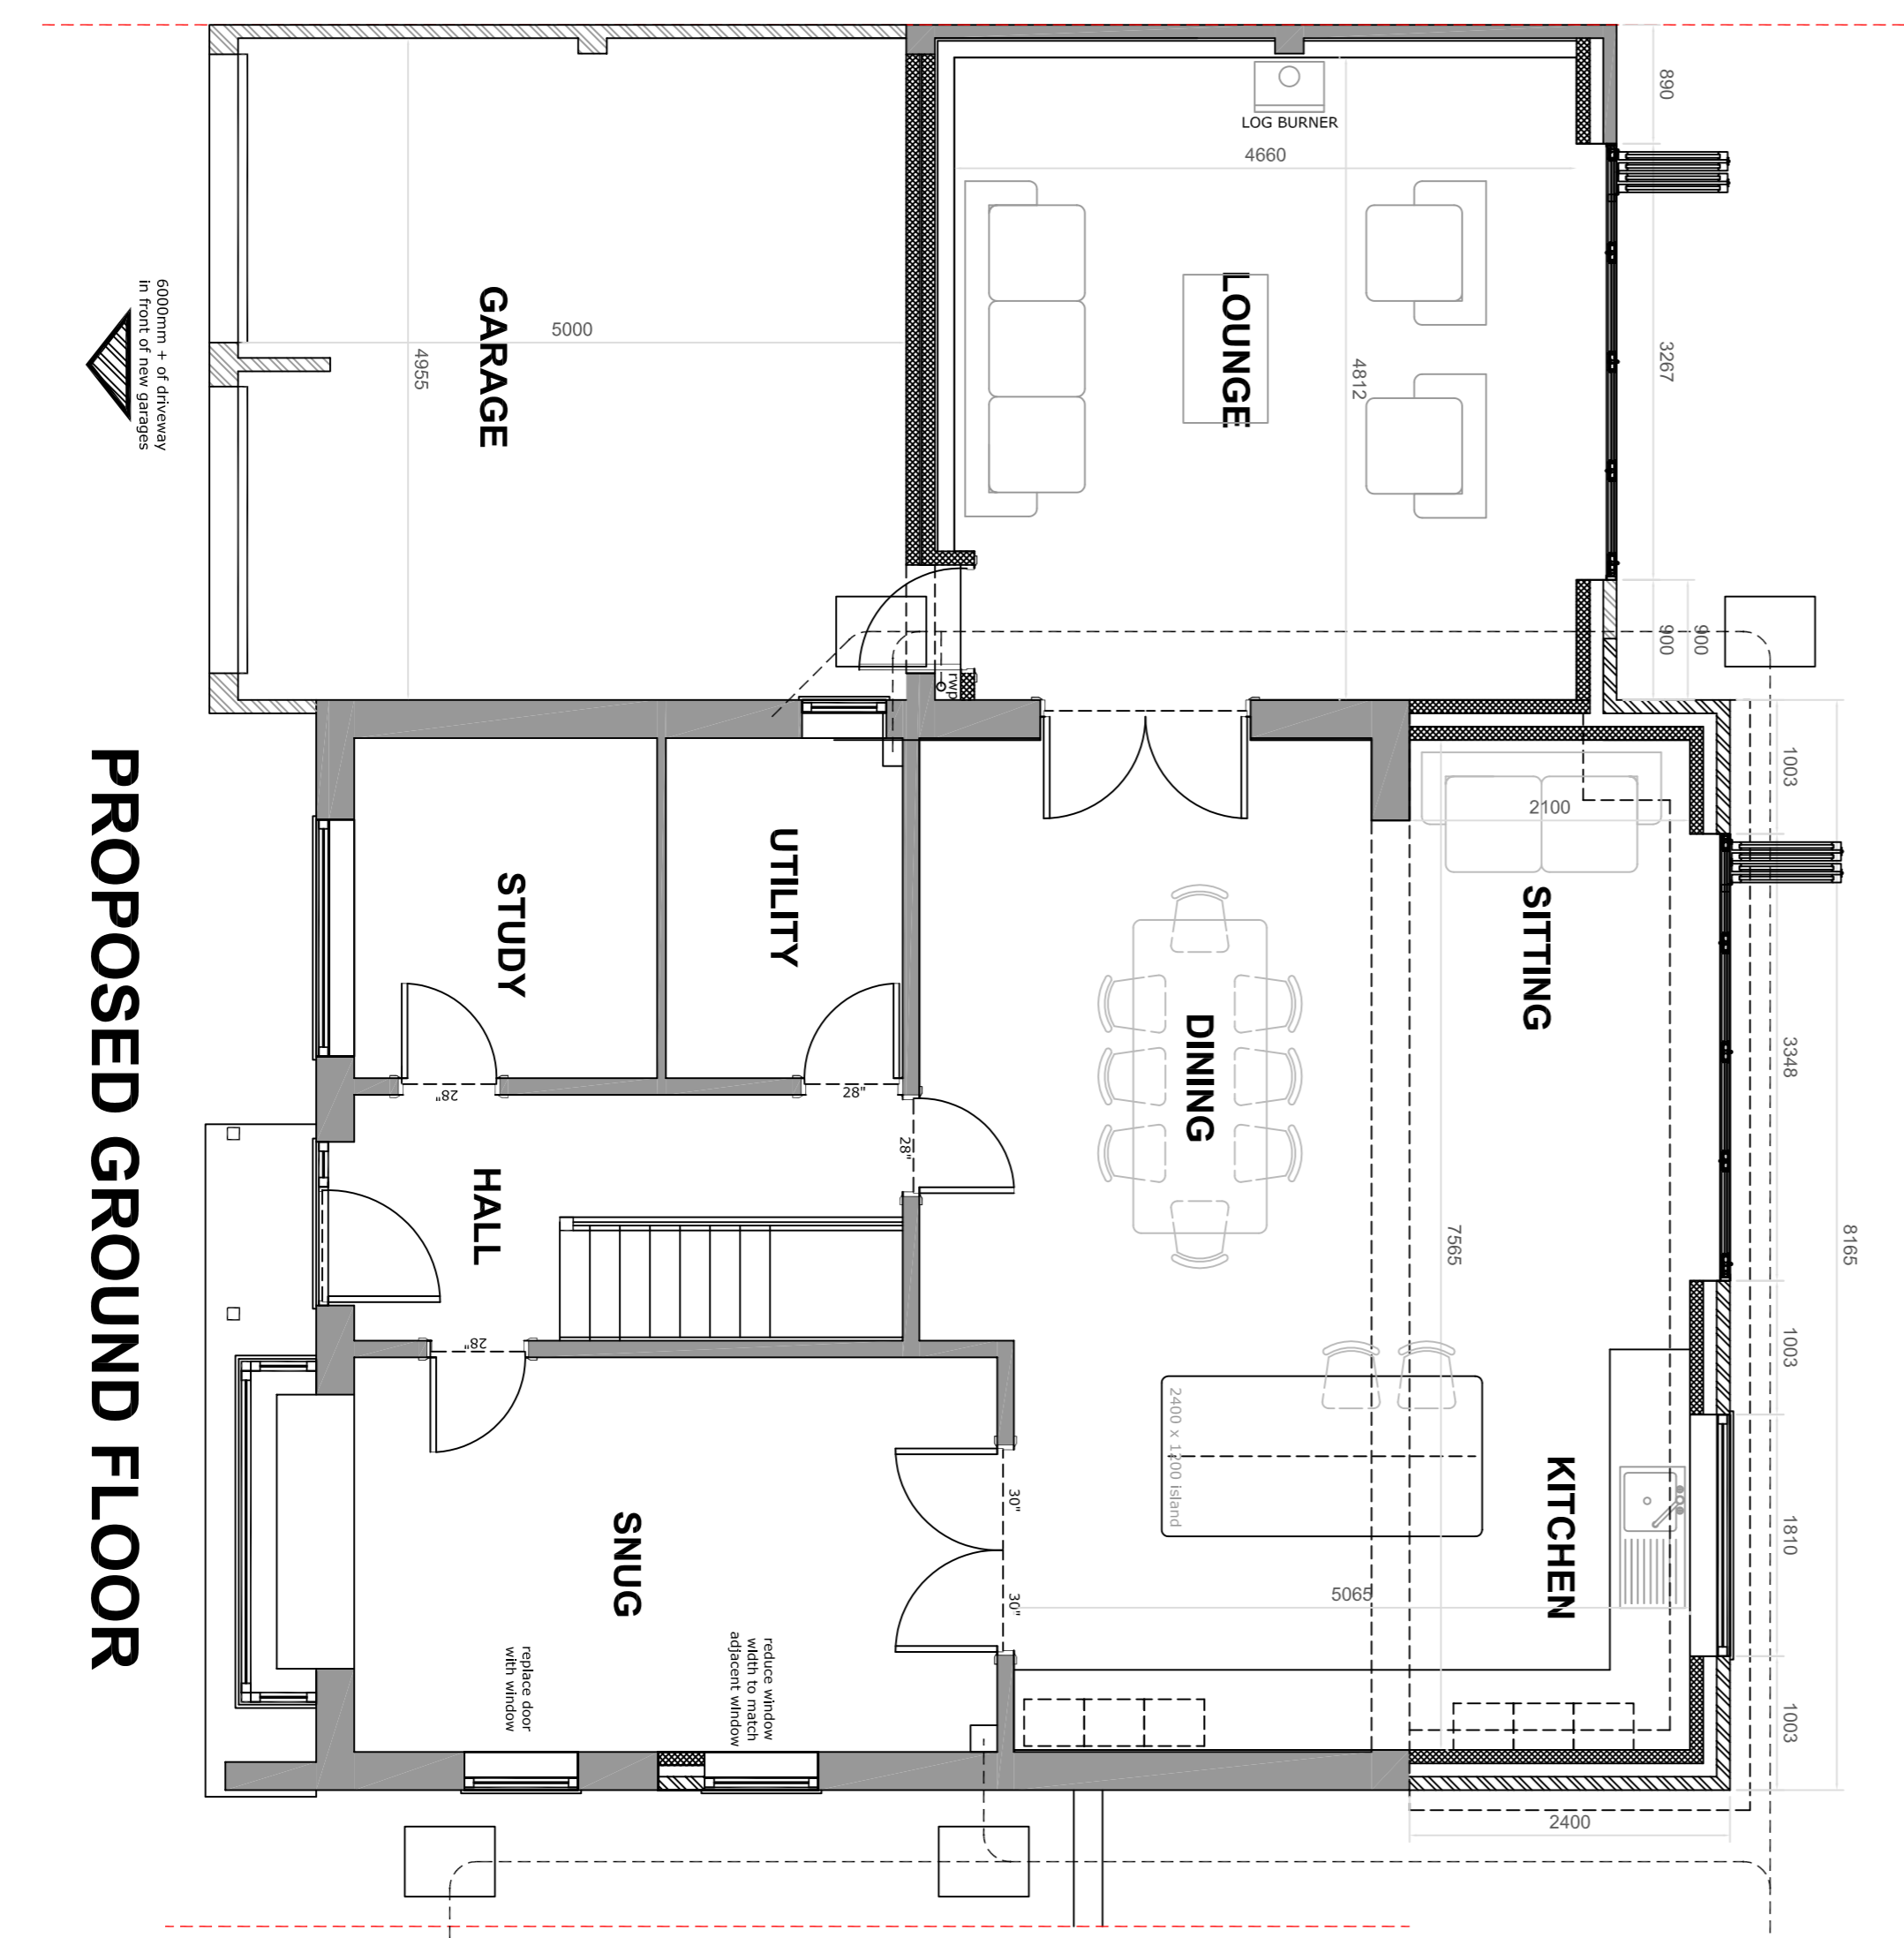 PROPOSED GROUND FLOOR
6000mm + of driveway
in front of new garages
GARAGE
5000
4955
LOUNGE
LOG BURNER
4660
4812
890
3267
900
900
rwp
STUDY
UTILITY
HALL
28"
28"
28"
28"
DINING
SITTING
2100
7565
1003
3348
8165
1003
1810
1003
KITCHEN
2400 x 1200 island
5065
2400
SNUG
30"
30"
replace door
with window
reduce window
width to match
adjacent window